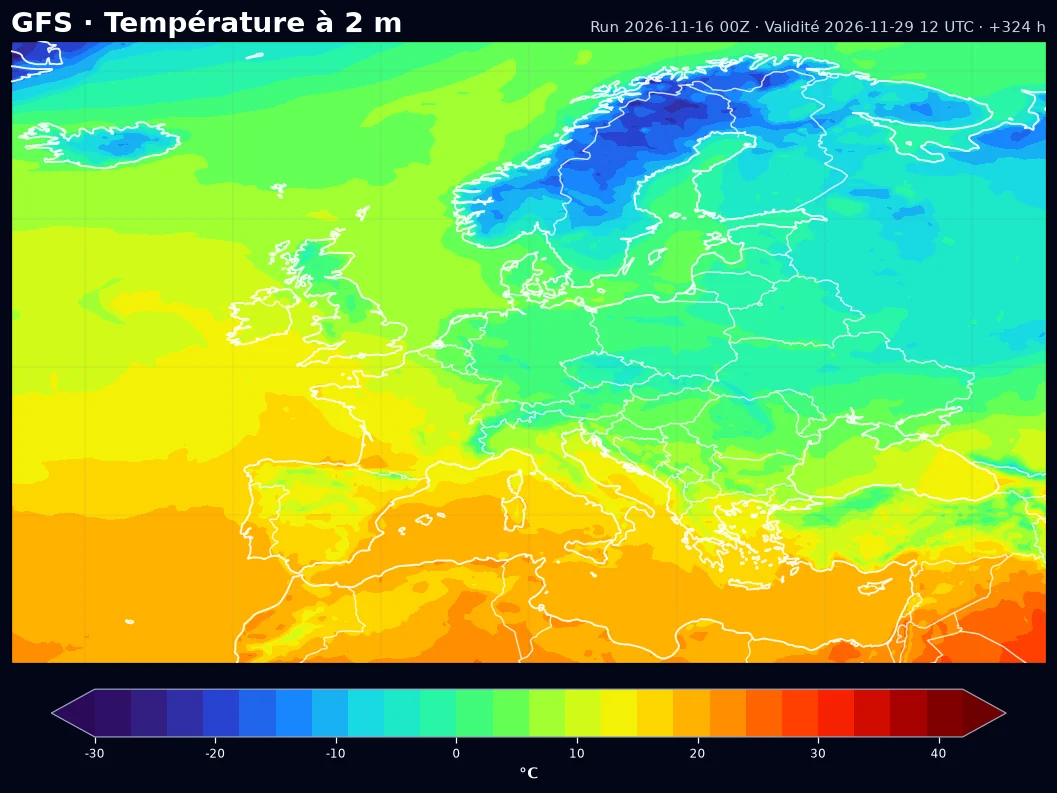 GFS · Température à 2 m
Run 2026-11-16 00Z · Validité 2026-11-29 12 UTC · +324 h
-30 -20 -10 0 10 20 30 40
°C